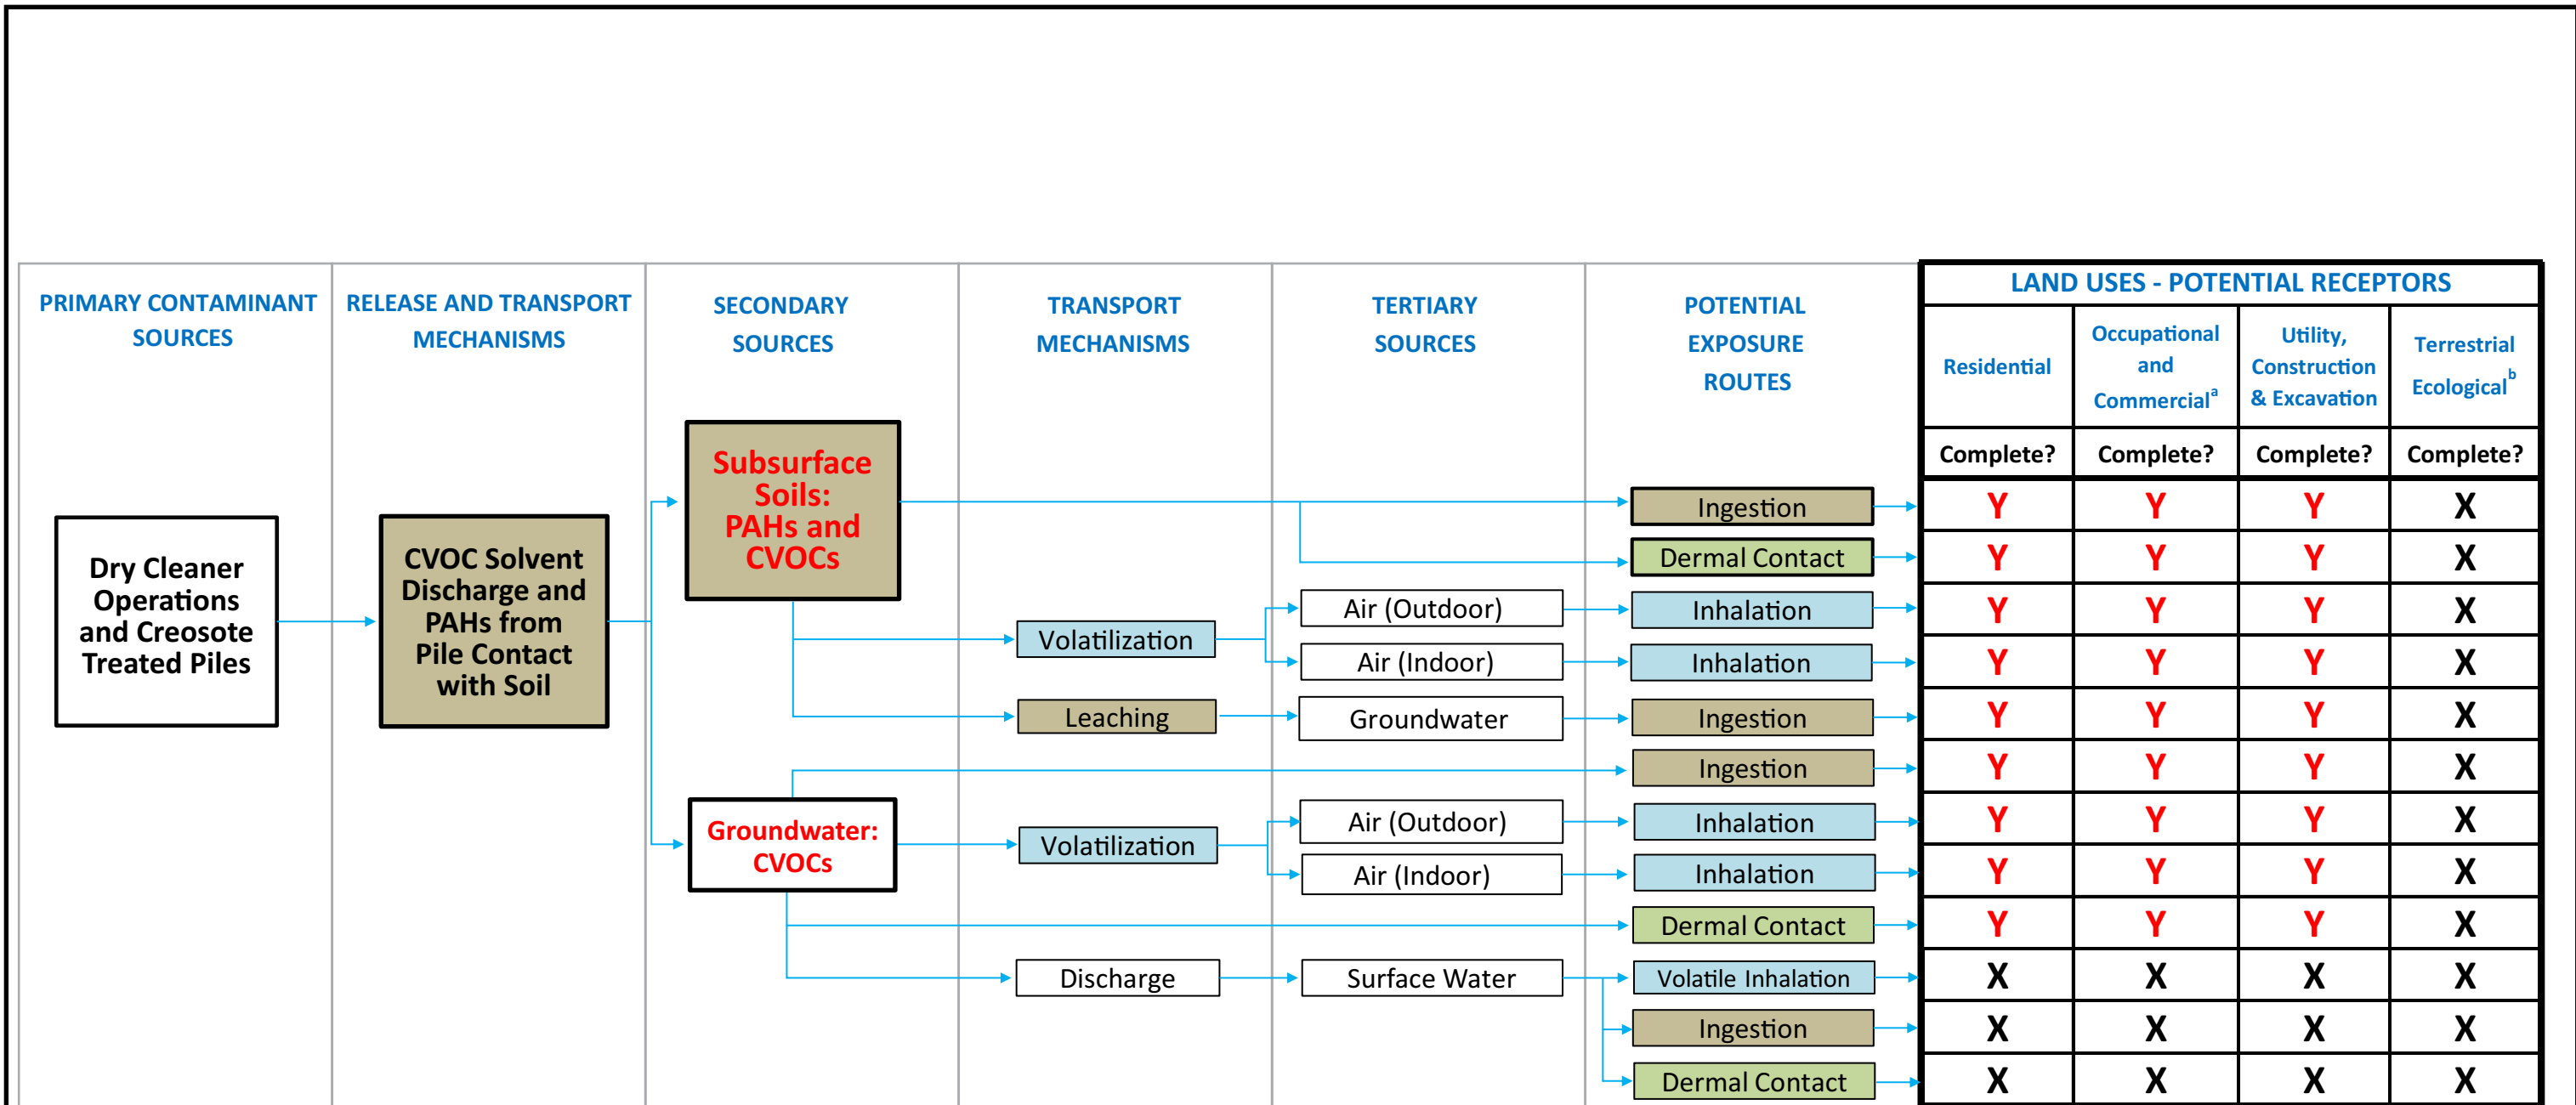 PRIMARY CONTAMINANT
SOURCES
RELEASE AND TRANSPORT
MECHANISMS
SECONDARY
SOURCES
TRANSPORT
MECHANISMS
TERTIARY
SOURCES
POTENTIAL
EXPOSURE
ROUTES
LAND USES - POTENTIAL RECEPTORS
Residential
Occupational
and
Commercial a
Utility,
Construction
& Excavation
Terrestrial
Ecological b
Complete? Complete? Complete? Complete?
Dry Cleaner
Operations
and Creosote
Treated Piles
CVOC Solvent
Discharge and
PAHs from
Pile Contact
with Soil
Subsurface
Soils:
PAHs and
CVOCs
Ingestion Y Y Y X
Dermal Contact Y Y Y X
Volatilization
Air (Outdoor) Inhalation Y Y Y X
Air (Indoor) Inhalation Y Y Y X
Leaching Groundwater Ingestion Y Y Y X
Ingestion Y Y Y X
Groundwater:
CVOCs
Volatilization
Air (Outdoor) Inhalation Y Y Y X
Air (Indoor) Inhalation Y Y Y X
Dermal Contact Y Y Y X
Discharge Surface Water Volatile Inhalation X X X X
Ingestion X X X X
Dermal Contact X X X X